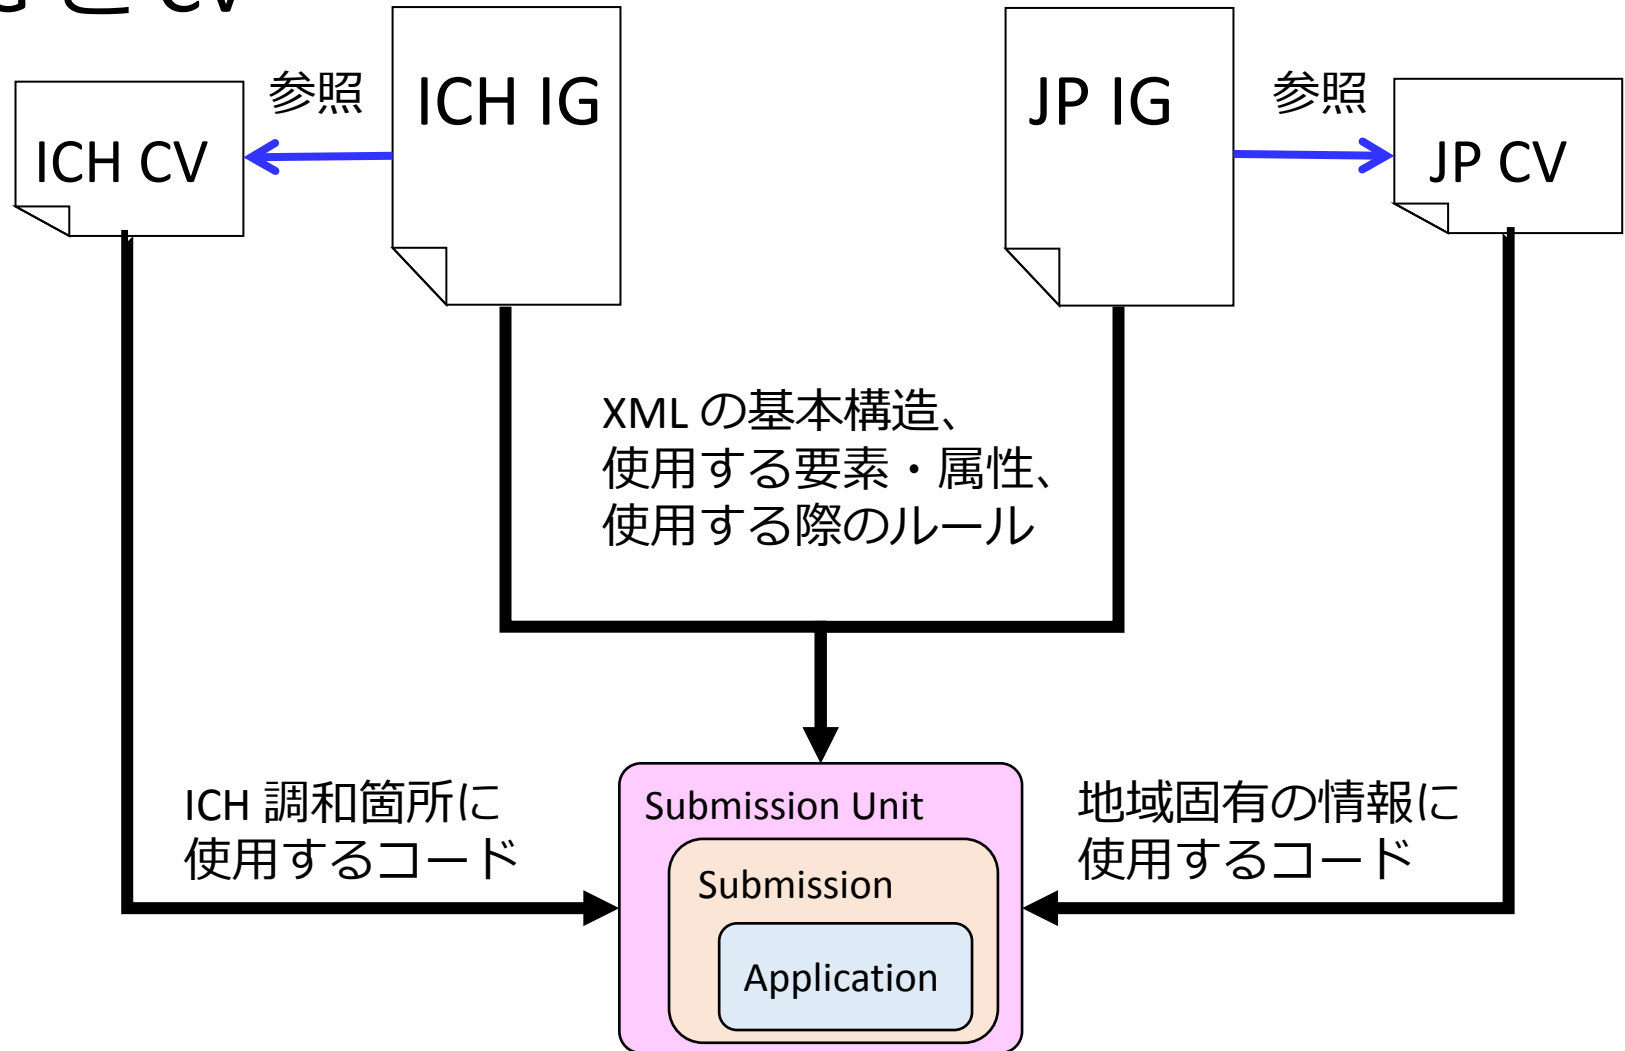 と CV
ICH CV
参照
ICH IG
JP IG
参照
JP CV
XML の基本構造、
使用する要素・属性、
使用する際のルール
ICH 調和箇所に
使用するコード
Submission Unit
Submission
Application
地域固有の情報に
使用するコード